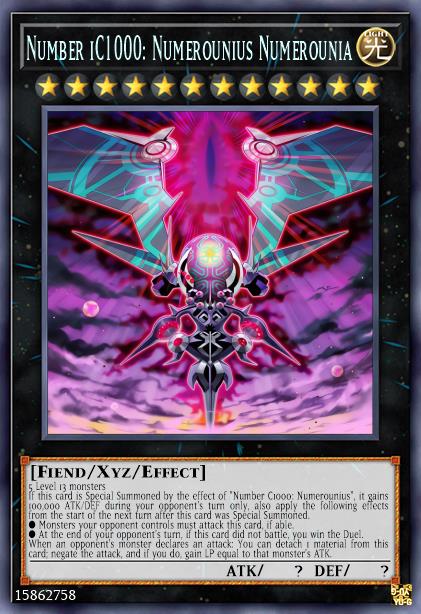 Number iC1000: Numerounius Numerounia
LIGHT
光
[Fiend/Xyz/Effect]
5 Level 13 monsters
If this card is Special Summoned by the effect of "Number C1000: Numerounius", it gains
100,000 ATK/DEF during your opponent's turn only, also apply the following effects
from the start of the next turn after this card was Special Summoned.
● Monsters your opponent controls must attack this card, if able.
● At the end of your opponent's turn, if this card did not battle, you win the Duel.
When an opponent's monster declares an attack: You can detach 1 material from this
card; negate the attack, and if you do, gain LP equal to that monster's ATK.
ATK/ ? DEF/ ?
15862758